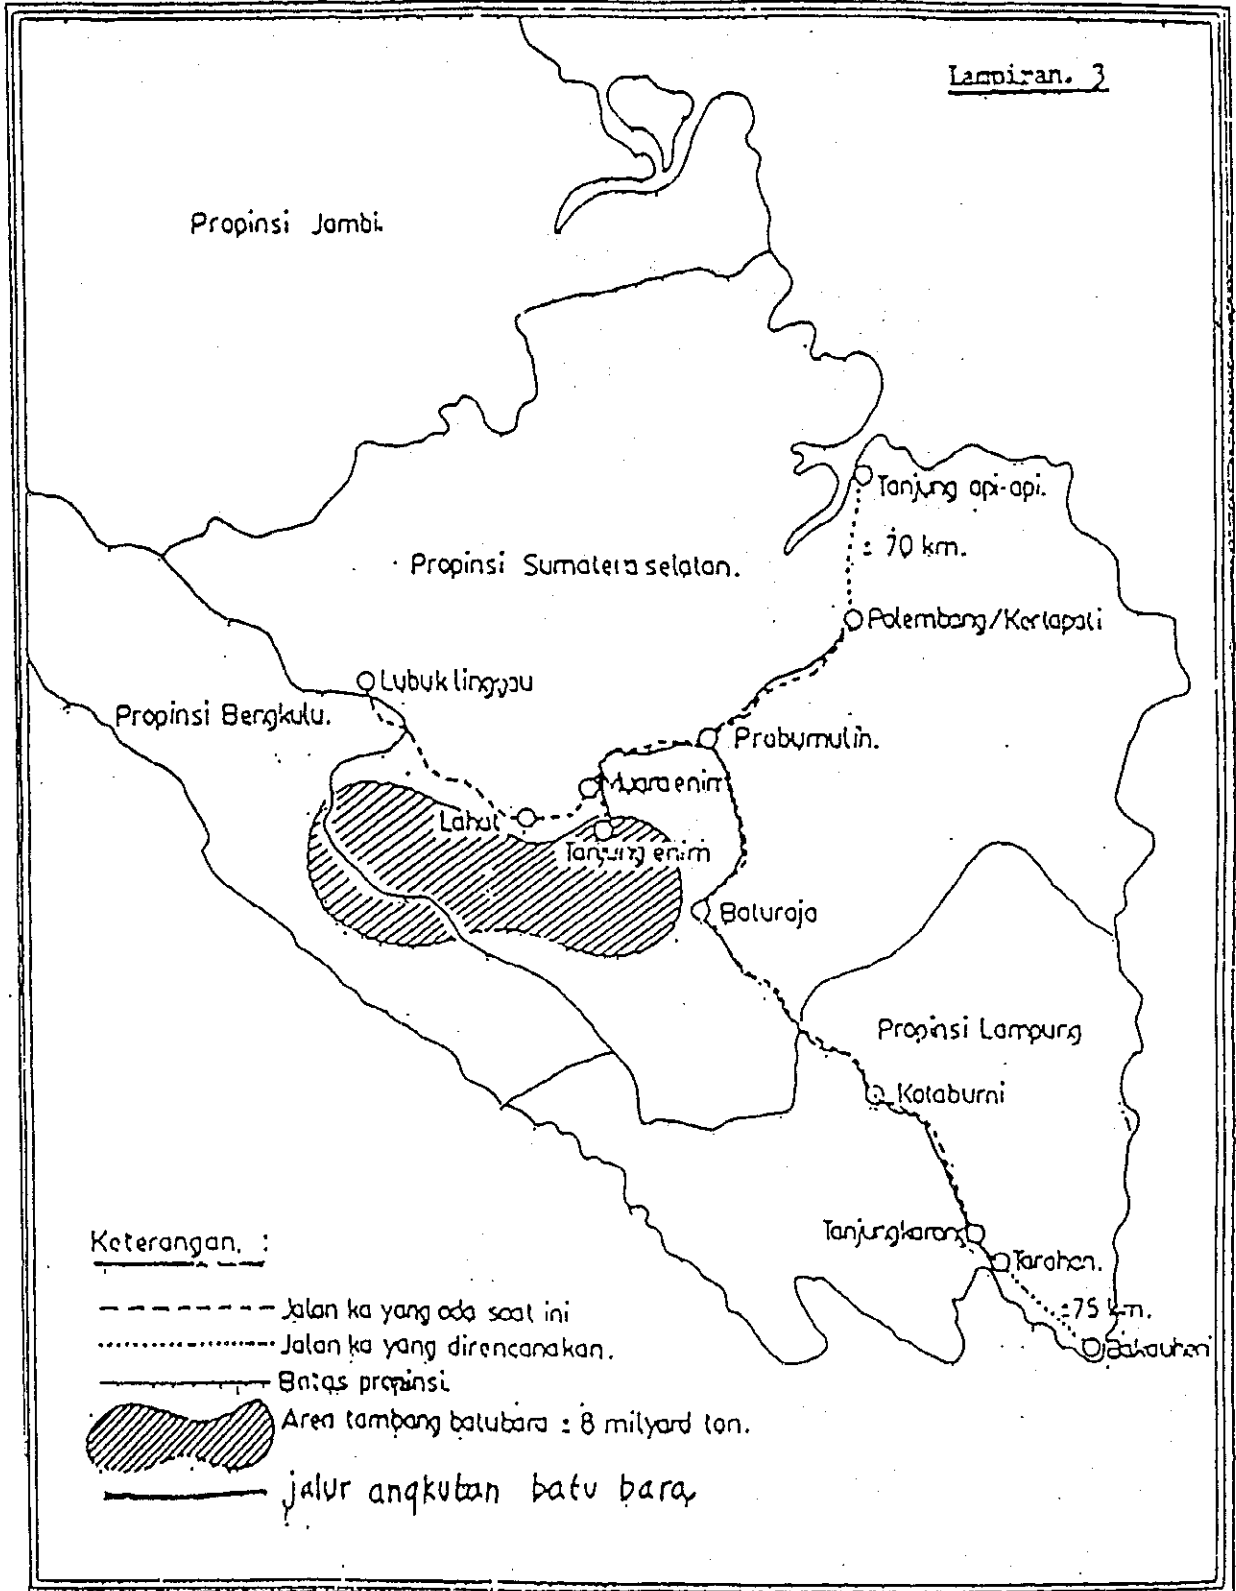 Lampiran. 3
Propinsi Jambi.
Tanjung api-api.
± 70 km.
Propinsi Sumatera selatan.
Palembang/Kertapati
Lubuk linggau
Propinsi Bengkulu.
Prabumulih.
Muara enim
Lahat
Tanjung enim
Baturaja
Propinsi Lampung
Kotabumi
Tanjungkarang
Tarahan.
±75 km.
Bakauheni
Keterangan. :
Jalan ka yang ada saat ini
Jalan ka yang direncanakan.
Batas propinsi.
Area tambang batubara ± 8 milyard ton.
jalur angkutan batu bara